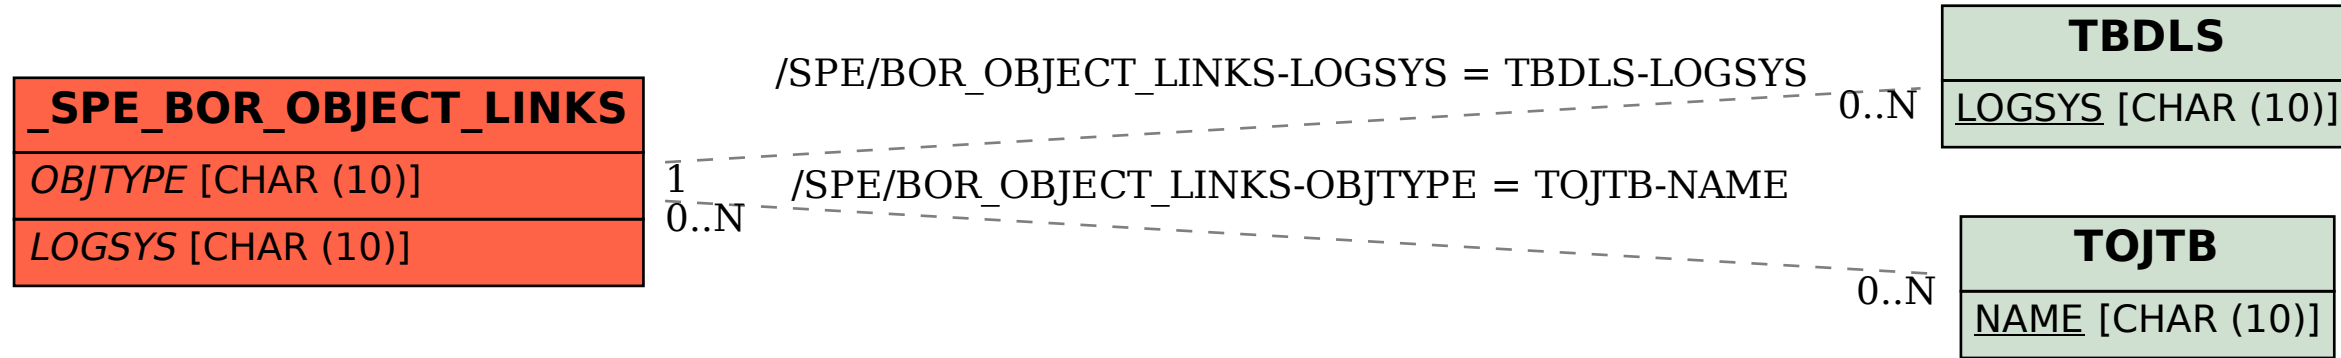 _SPE_BOR_OBJECT_LINKS
OBJTYPE [CHAR (10)]
LOGSYS [CHAR (10)]
/SPE/BOR_OBJECT_LINKS-LOGSYS = TBDLS-LOGSYS
1
0..N
/SPE/BOR_OBJECT_LINKS-OBJTYPE = TOJTB-NAME
0..N
0..N
TBDLS
LOGSYS [CHAR (10)]
TOJTB
NAME [CHAR (10)]